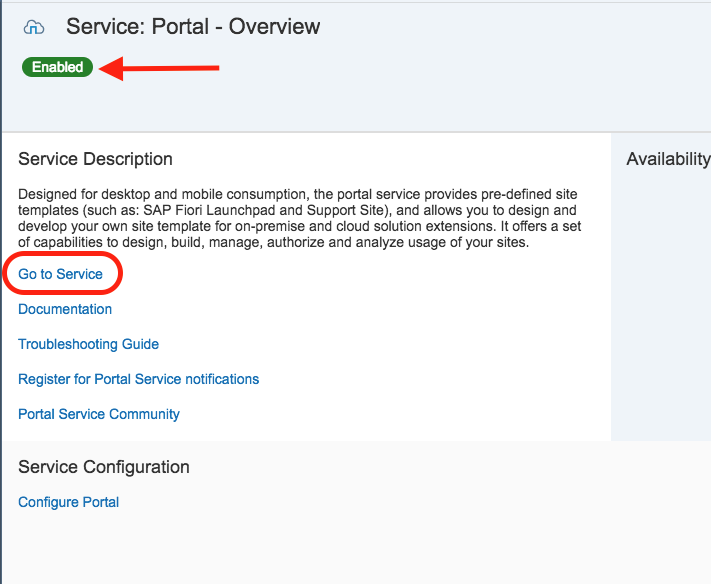 Service: Portal - Overview
Enabled
Service Description
Availability
Designed for desktop and mobile consumption, the portal service provides pre-defined site
templates (such as: SAP Fiori Launchpad and Support Site), and allows you to design and
develop your own site template for on-premise and cloud solution extensions. It offers a set
of capabilities to design, build, manage, authorize and analyze usage of your sites.
Go to Service
Documentation
Troubleshooting Guide
Register for Portal Service notifications
Portal Service Community
Service Configuration
Configure Portal